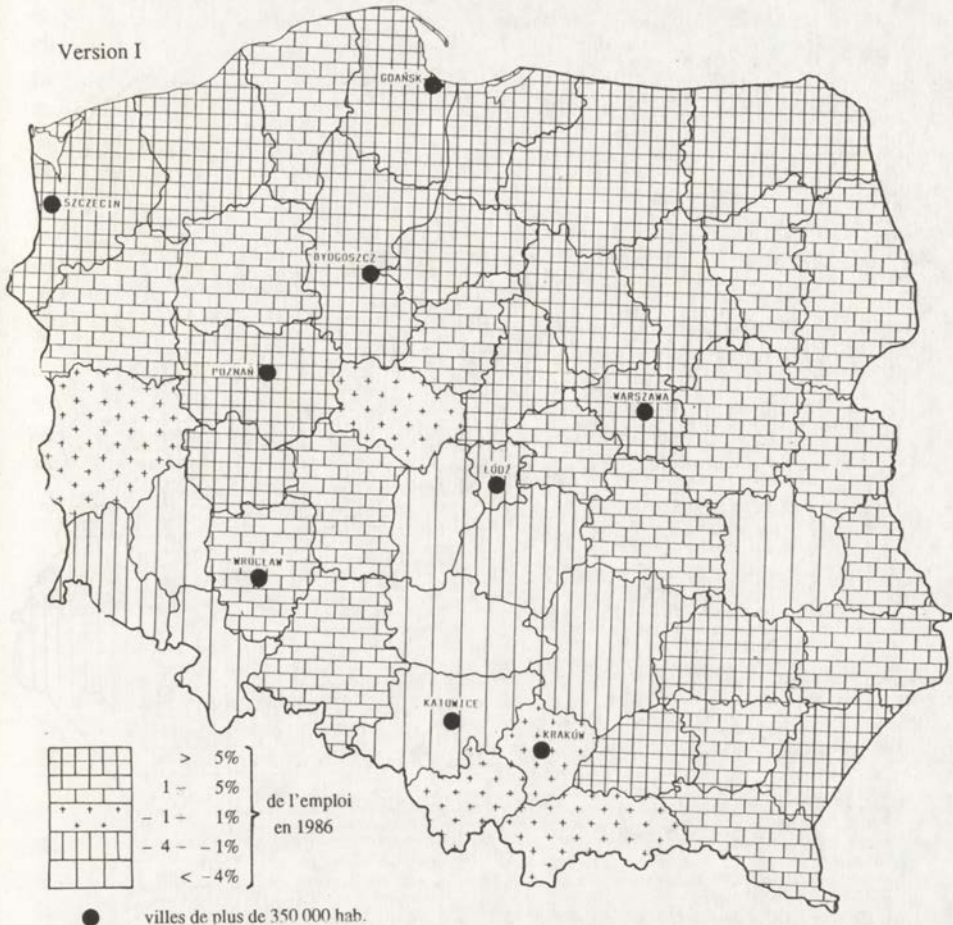 Version I
GDAŃSK
SZCZECIN
BYDGOSZCZ
POZNAŃ
WARSZAWA
ŁÓDŹ
WROCŁAW
KATOWICE
KRAKÓW
> 5%
1 - 5%
- 1 - 1%
- 4 - -1%
< -4%
de l'emploi
en 1986
villes de plus de 350 000 hab.